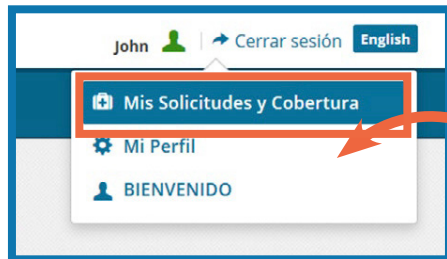 John Cerrar sesión English
Mis Solicitudes y Cobertura
Mi Perfil
BIENVENIDO